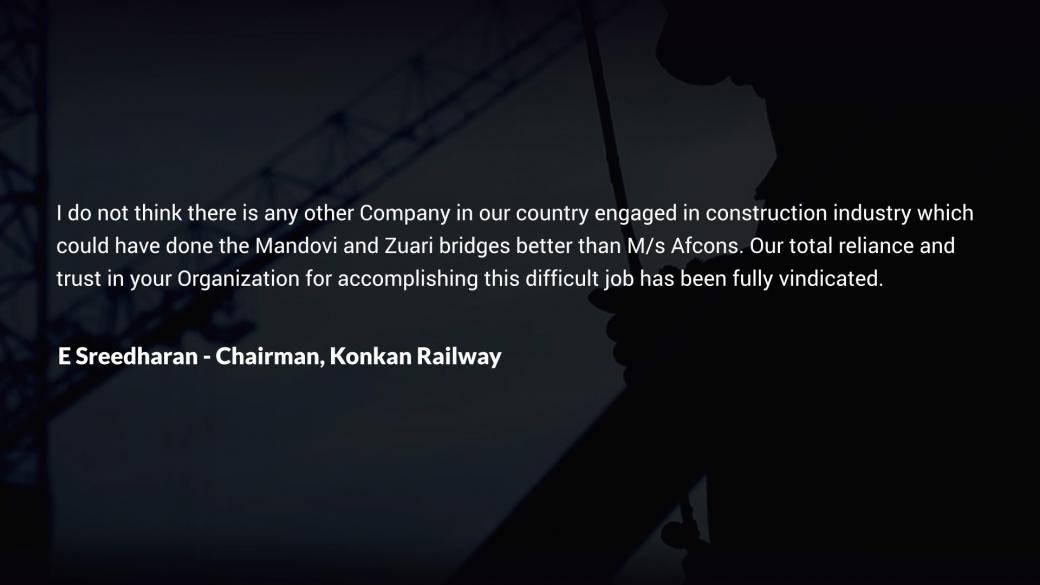 I do not think there is any other Company in our country engaged in construction industry which
could have done the Mandovi and Zuari bridges better than M/s Afcons. Our total reliance and
trust in your Organization for accomplishing this difficult job has been fully vindicated.
E Sreedharan - Chairman, Konkan Railway